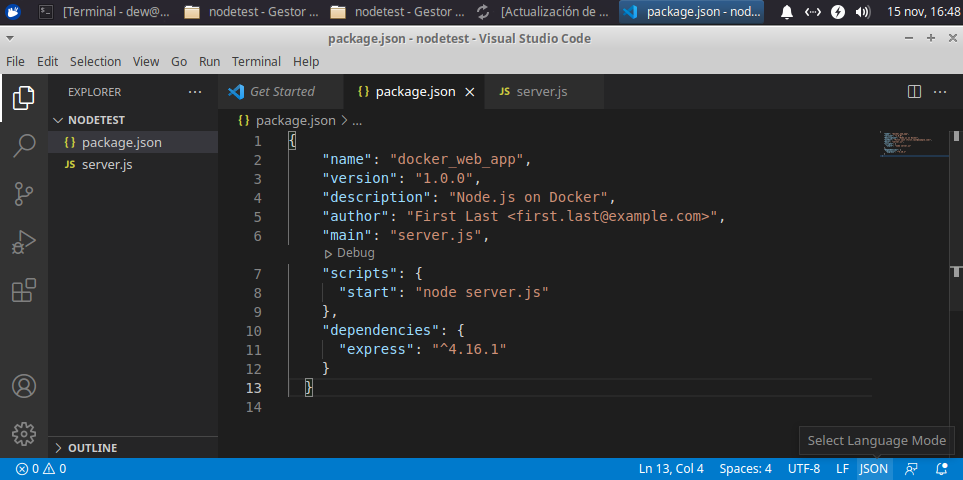 [Terminal - dew@...
nodetest - Gestor ...
nodetest - Gestor ...
[Actualización de ...
package.json - nod...
15 nov, 16:48
package.json - nodetest - Visual Studio Code
File Edit Selection View Go Run Terminal Help
EXPLORER
NODETEST
{} package.json
JS server.js
OUTLINE
Get Started
{} package.json
JS server.js
{} package.json > ...
1 {
2 "name": "docker_web_app",
3 "version": "1.0.0",
4 "description": "Node.js on Docker",
5 "author": "First Last <first.last@example.com>",
6 "main": "server.js",
Debug
7 "scripts": {
8 "start": "node server.js"
9 },
10 "dependencies": {
11 "express": "^4.16.1"
12 }
13 }
14
Select Language Mode
0 0
Ln 13, Col 4
Spaces: 4
UTF-8
LF
JSON